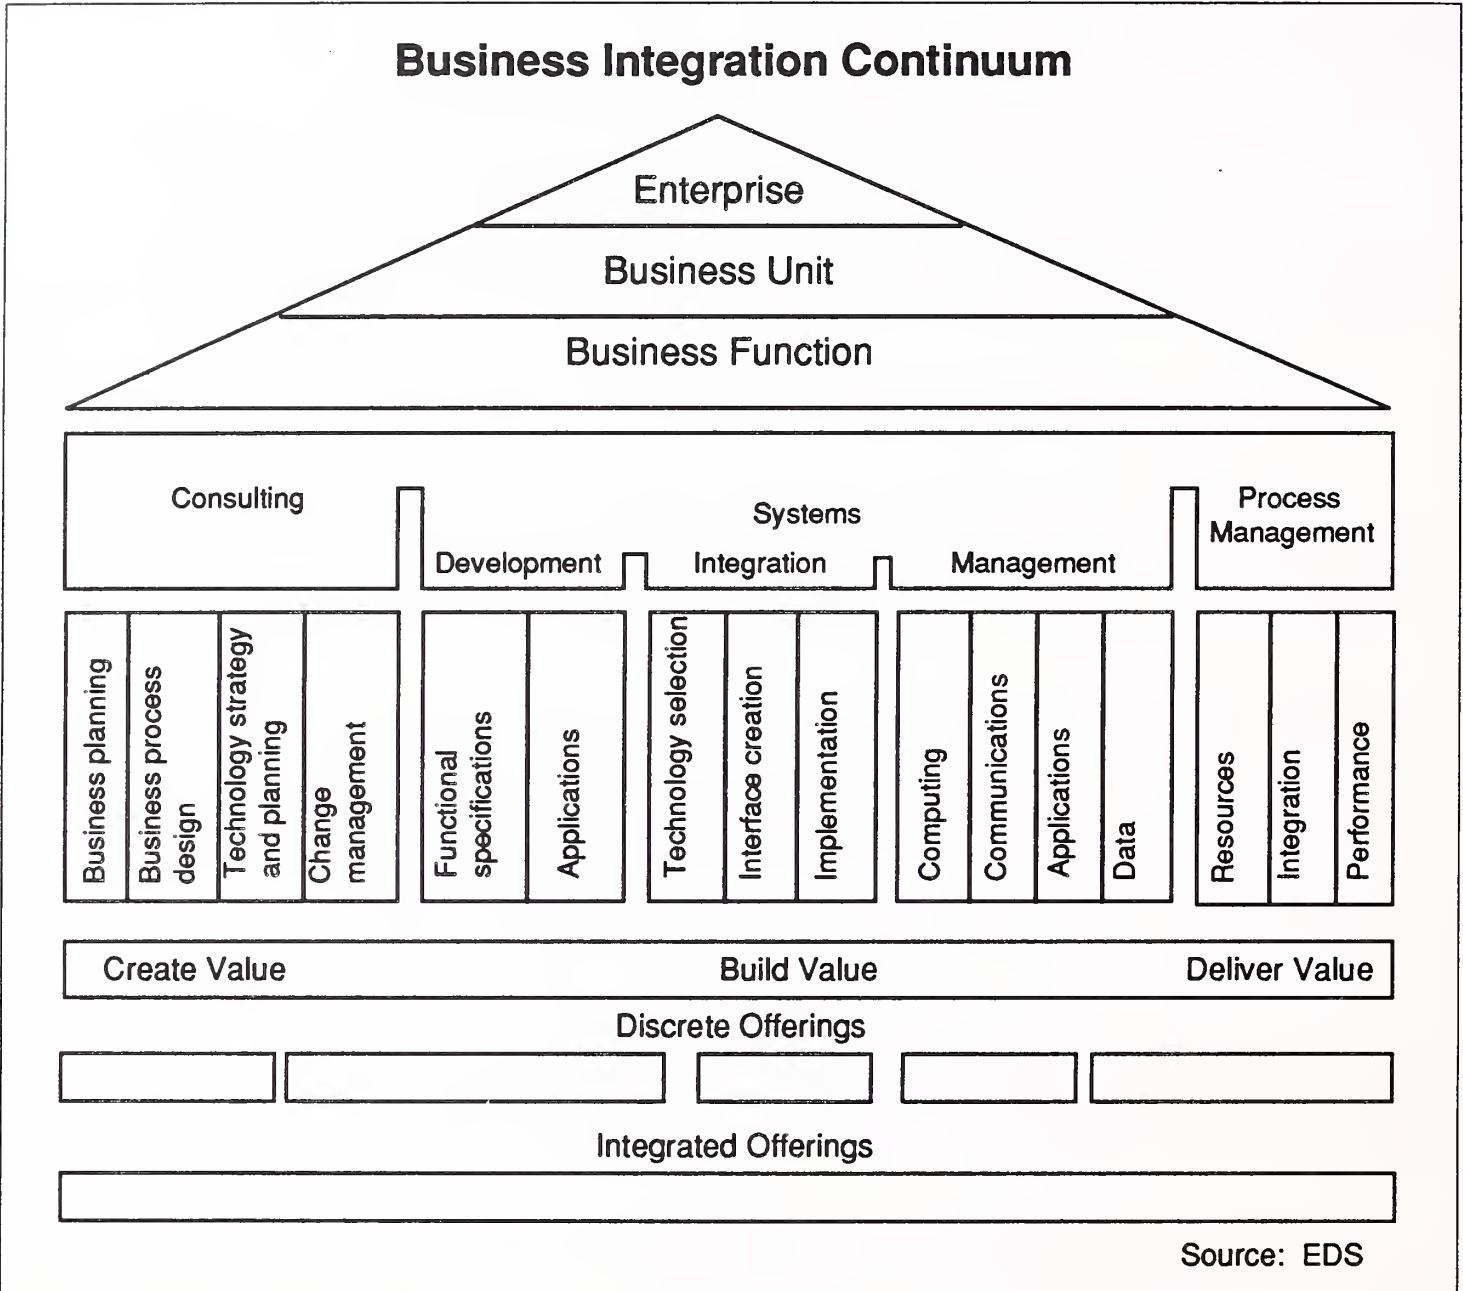 Business Integration Continuum
Enterprise
Business Unit
Business Function
Consulting
Systems
Process
Management
Development
Integration
Management
Business planning
Business process
design
Technology strategy
and planning
Change
management
Functional
specifications
Applications
Technology selection
Interface creation
Implementation
Computing
Communications
Applications
Data
Resources
Integration
Performance
Create Value
Build Value
Deliver Value
Discrete Offerings
Integrated Offerings
Source: EDS